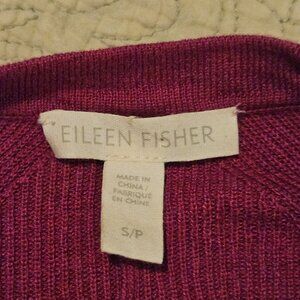 EILEEN FISHER
MADE IN
CHINA/
FABRIQUÉ
EN CHINE
S/P